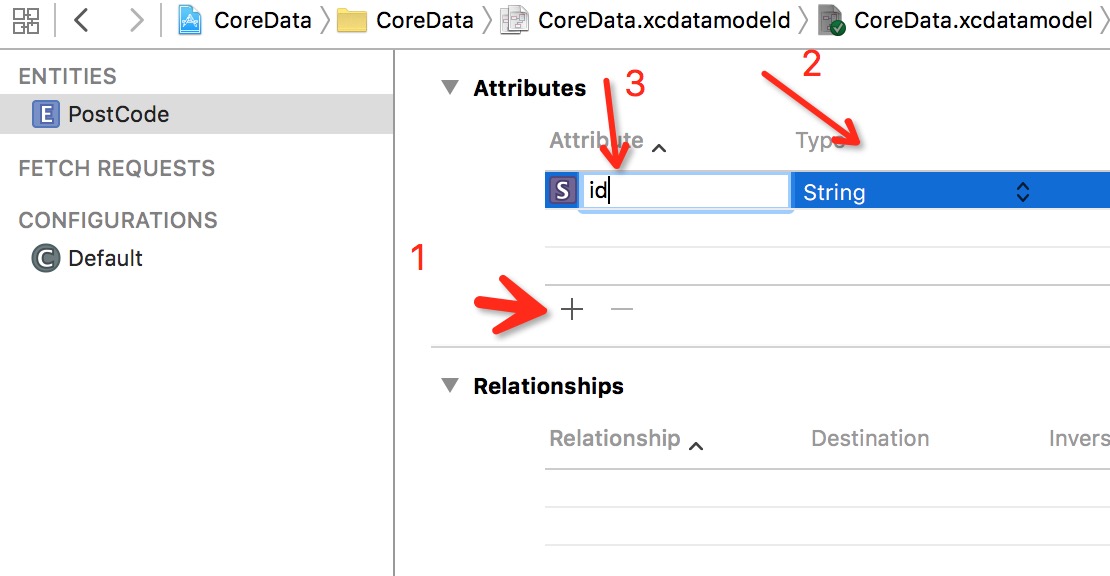 CoreData CoreData CoreData.xcdatamodeld CoreData.xcdatamodel
ENTITIES
E PostCode
FETCH REQUESTS
CONFIGURATIONS
C Default
Attributes
3
2
Attribute Type
S id String
1
Relationships
Relationship Destination Invers